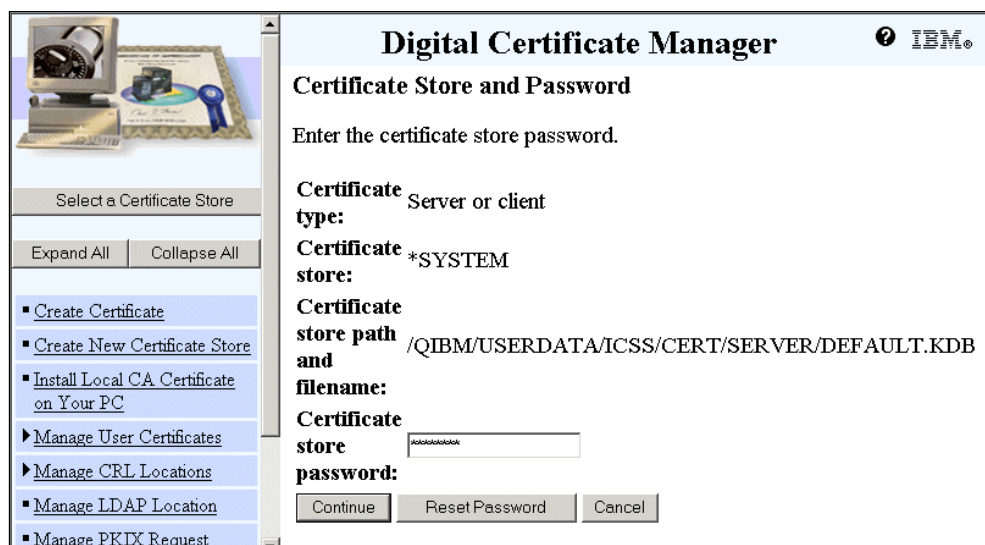 Digital Certificate Manager
IBM®
Certificate Store and Password
Enter the certificate store password.
Certificate
type:
Server or client
Certificate
store:
*SYSTEM
Certificate
store path
and
filename:
/QIBM/USERDATA/ICSS/CERT/SERVER/DEFAULT.KDB
Certificate
store
password:
*********
Continue
Reset Password
Cancel
Select a Certificate Store
Expand All
Collapse All
Create Certificate
Create New Certificate Store
Install Local CA Certificate
on Your PC
Manage User Certificates
Manage CRL Locations
Manage LDAP Location
Manage PKIX Request